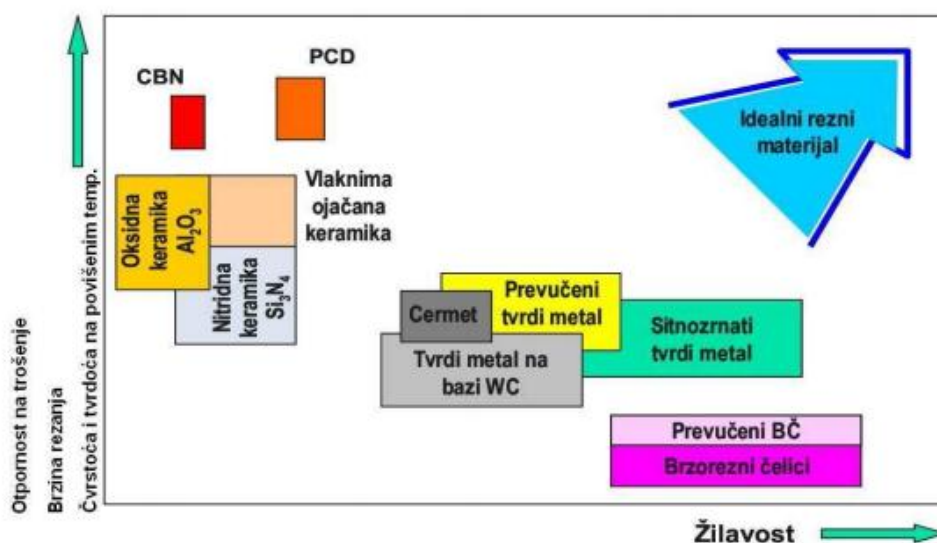 CBN
PCD
Idealni rezni
materijal
Vlaknima
ojačana
keramika
Oksidna
keramika
Al₂O₃
Nitridna
keramika
Si₃N₄
Prevučeni
tvrdi metal
Cermet
Sitnozrnati
tvrdi metal
Tvrdi metal na
bazi WC
Prevučeni BČ
Brzorezni čelici
Otpornost na trošenje
Brzina rezanja
Čvrstoća i tvrdoća na povišenim temp.
Žilavost